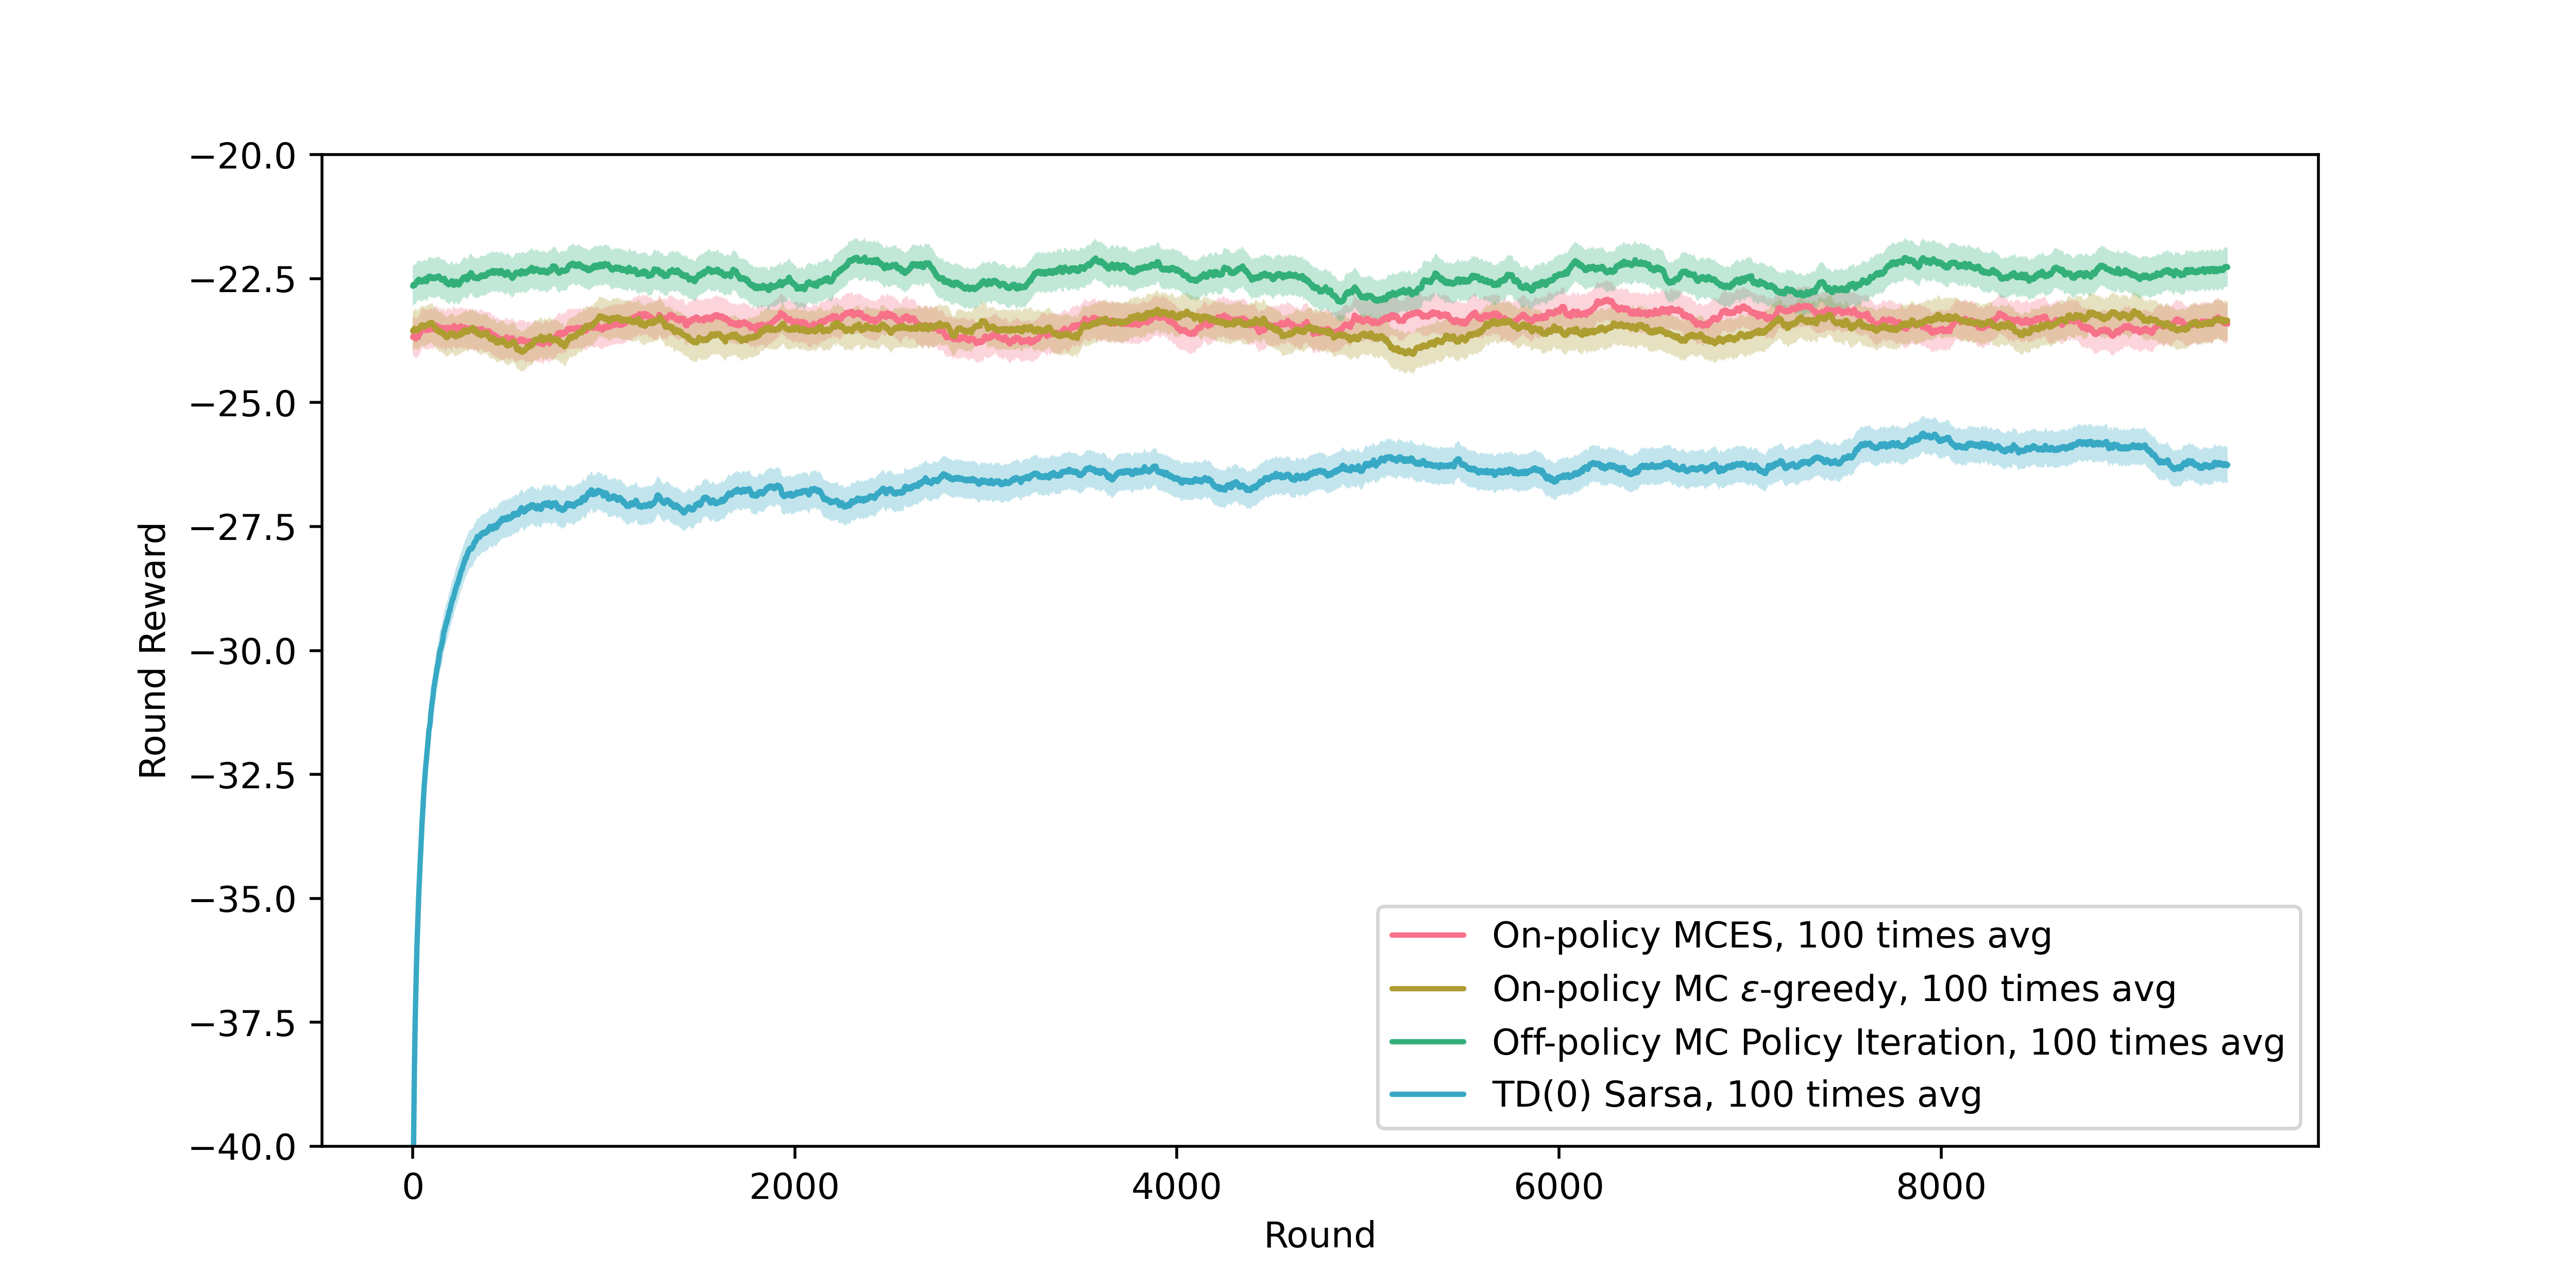 −20.0
−22.5
−25.0
−27.5
−30.0
−32.5
−35.0
−37.5
−40.0
Round Reward
On-policy MCES, 100 times avg
On-policy MC ε-greedy, 100 times avg
Off-policy MC Policy Iteration, 100 times avg
TD(0) Sarsa, 100 times avg
0 2000 4000 6000 8000
Round